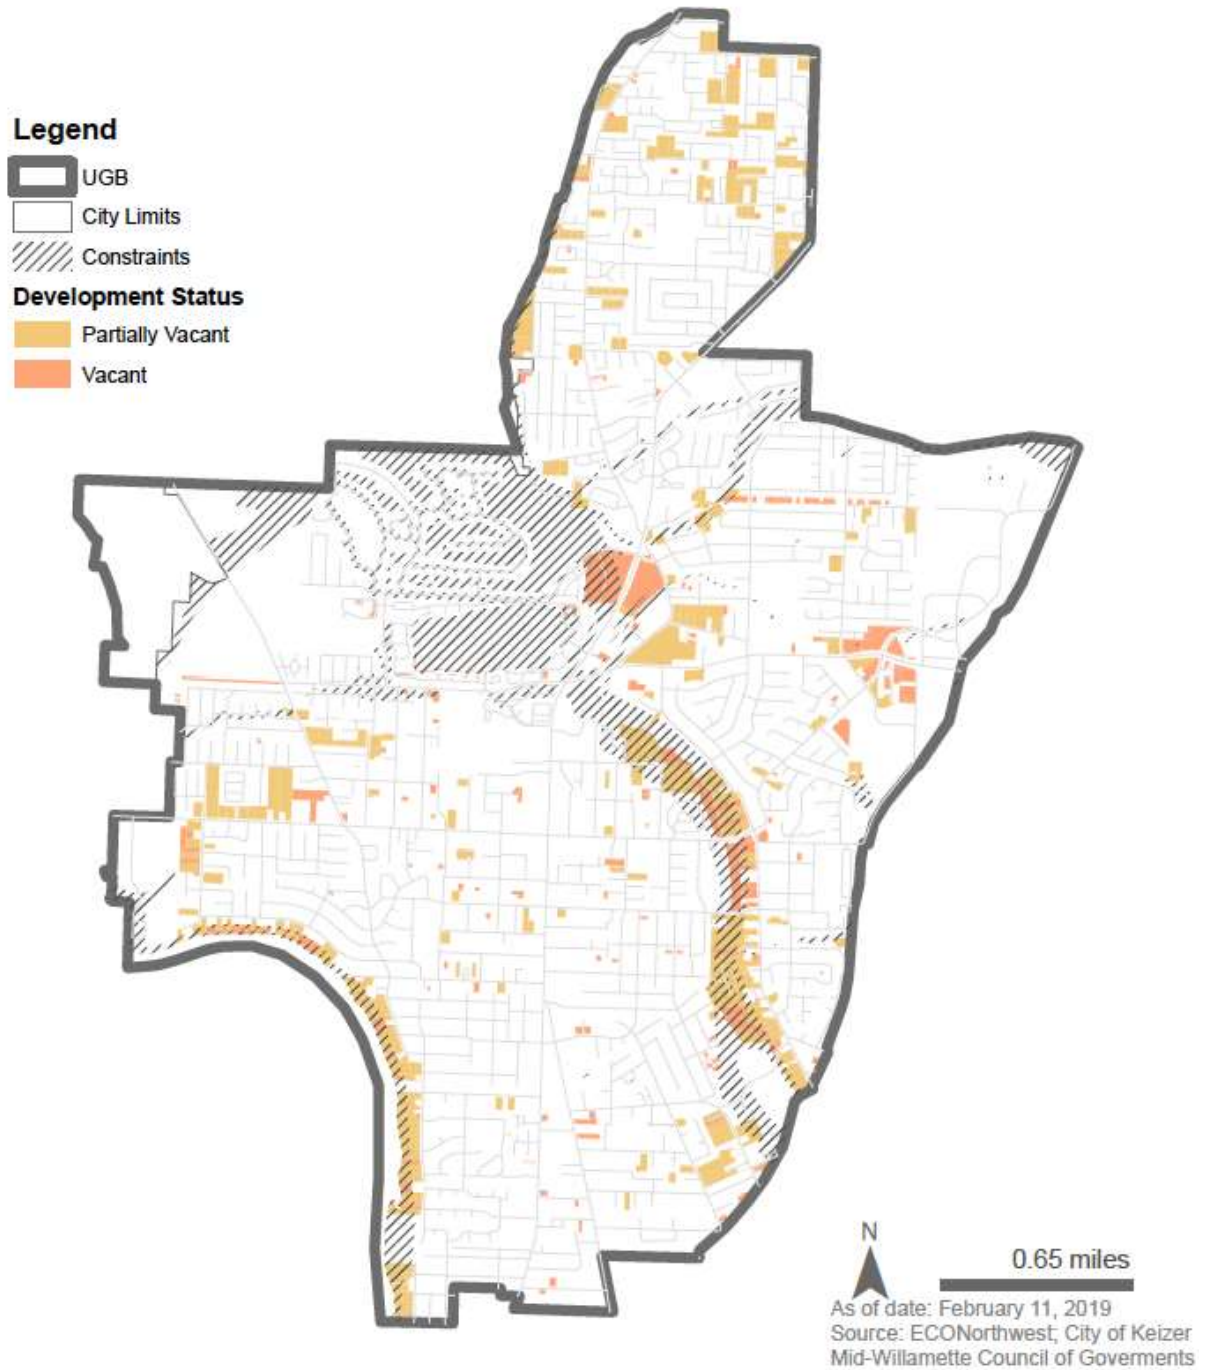 Legend
UGB
City Limits
Constraints
Development Status
Partially Vacant
Vacant
N
0.65 miles
As of date: February 11, 2019
Source: ECONorthwest; City of Keizer
Mid-Willamette Council of Goverments